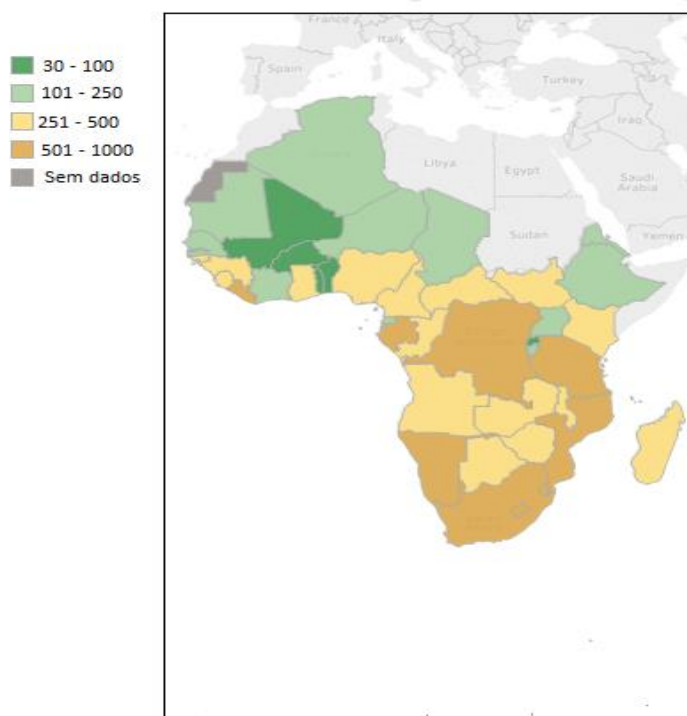 30 - 100
101 - 250
251 - 500
501 - 1000
Sem dados
France
Italy
Spain
Turkey
Iraq
Libya
Egypt
Saudi
Arabia
Sudan
Yemen